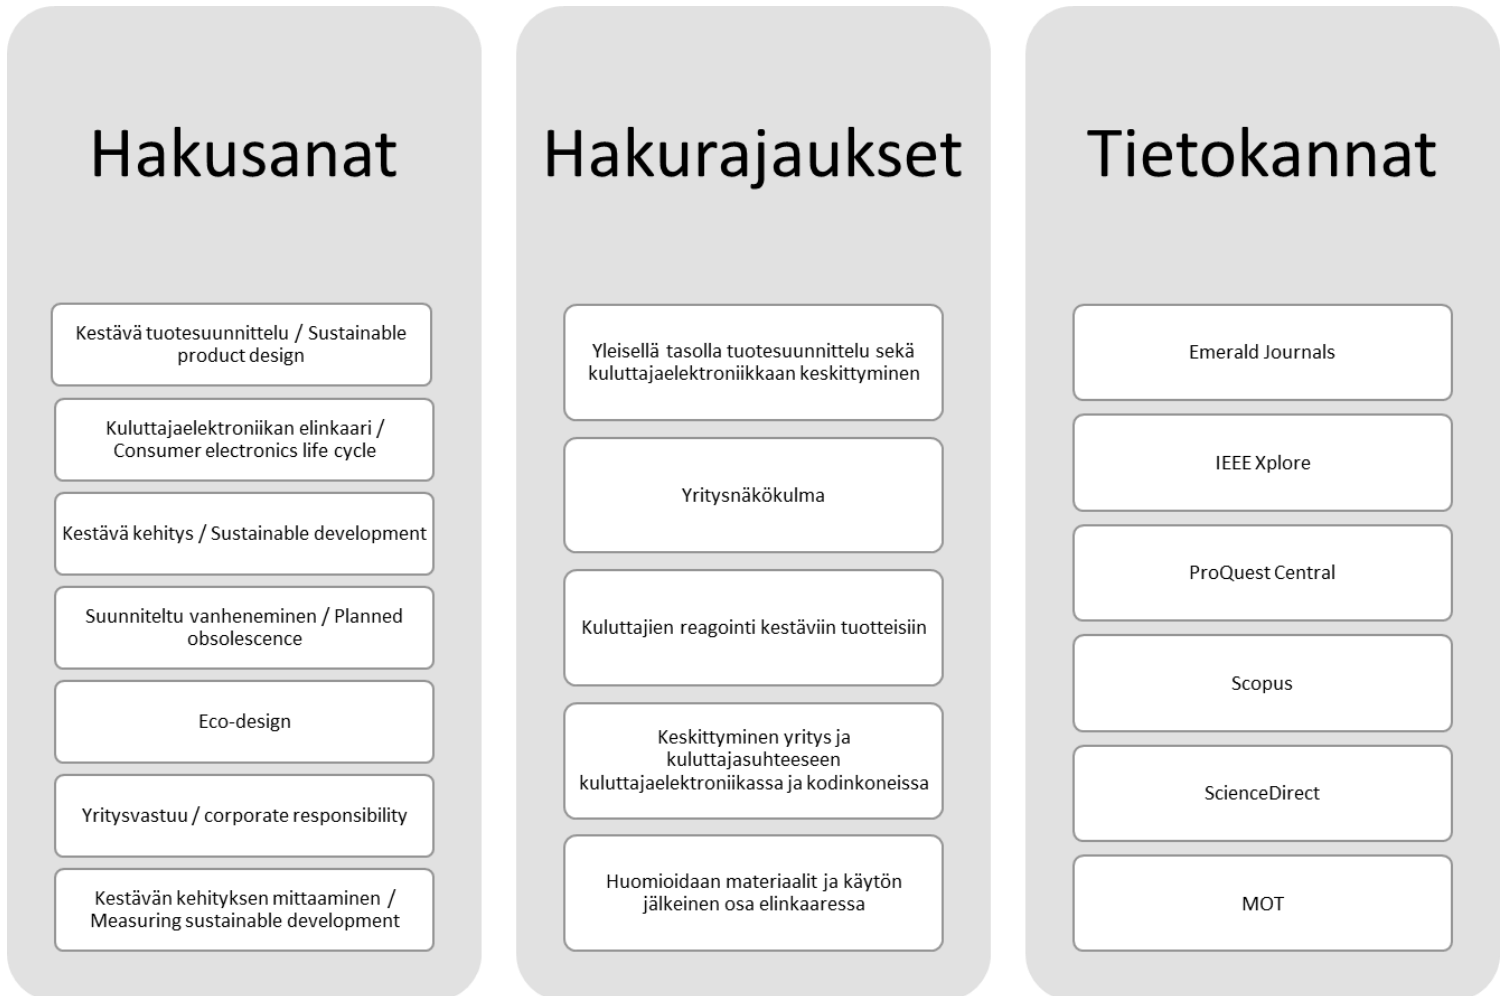 Hakusanat
Kestävä tuotesuunnittelu / Sustainable
product design
Kuluttajaelektroniikan elinkaari /
Consumer electronics life cycle
Kestävä kehitys / Sustainable development
Suunniteltu vanheneminen / Planned
obsolescence
Eco-design
Yritysvastuu / corporate responsibility
Kestävän kehityksen mittaaminen /
Measuring sustainable development
Hakurajaukset
Yleisellä tasolla tuotesuunnittelu sekä
kuluttajaelektroniikkaan keskittyminen
Yritysnäkökulma
Kuluttajien reagointi kestäviin tuotteisiin
Keskittyminen yritys ja
kuluttajasuhteeseen
kuluttajaelektroniikassa ja kodinkoneissa
Huomioidaan materiaalit ja käytön
jälkeinen osa elinkaaressa
Tietokannat
Emerald Journals
IEEE Xplore
ProQuest Central
Scopus
ScienceDirect
MOT